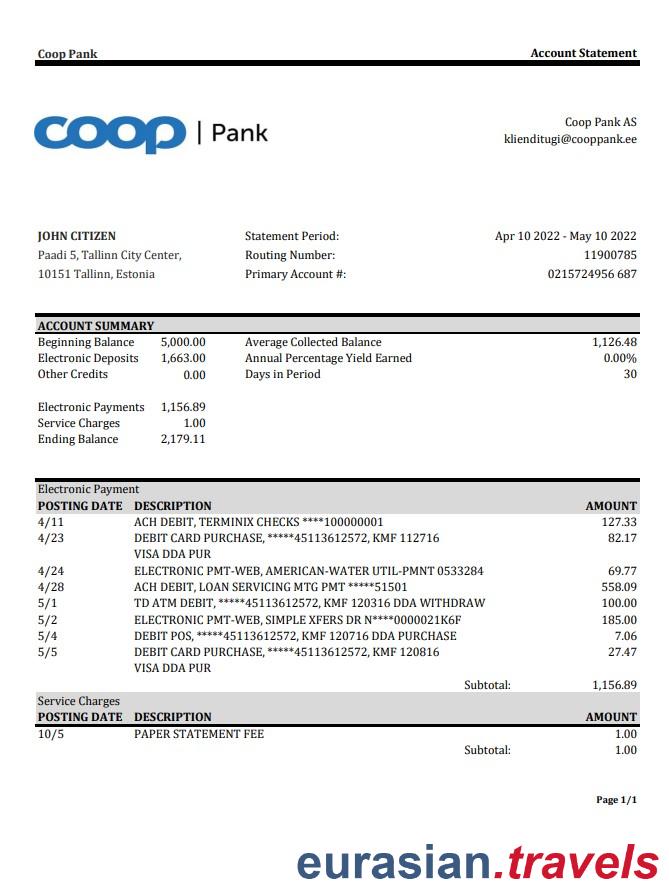 Coop Pank Account Statement
coop | Pank
Coop Pank AS
klienditugi@cooppank.ee
JOHN CITIZEN Statement Period: Apr 10 2022 - May 10 2022
Paadi 5, Tallinn City Center, Routing Number: 11900785
10151 Tallinn, Estonia Primary Account #: 0215724956 687
ACCOUNT SUMMARY
Beginning Balance 5,000.00 Average Collected Balance 1,126.48
Electronic Deposits 1,663.00 Annual Percentage Yield Earned 0.00%
Other Credits 0.00 Days in Period 30
Electronic Payments 1,156.89
Service Charges 1.00
Ending Balance 2,179.11
Electronic Payment
POSTING DATE DESCRIPTION AMOUNT
4/11 ACH DEBIT, TERMINIX CHECKS ****100000001 127.33
4/23 DEBIT CARD PURCHASE, *****45113612572, KMF 112716 82.17
VISA DDA PUR
4/24 ELECTRONIC PMT-WEB, AMERICAN-WATER UTIL-PMNT 0533284 69.77
4/28 ACH DEBIT, LOAN SERVICING MTG PMT *****51501 558.09
5/1 TD ATM DEBIT, *****45113612572, KMF 120316 DDA WITHDRAW 100.00
5/2 ELECTRONIC PMT-WEB, SIMPLE XFERS DR N****0000021K6F 185.00
5/4 DEBIT POS, *****45113612572, KMF 120716 DDA PURCHASE 7.06
5/5 DEBIT CARD PURCHASE, *****45113612572, KMF 120816 27.47
VISA DDA PUR
Subtotal: 1,156.89
Service Charges
POSTING DATE DESCRIPTION AMOUNT
10/5 PAPER STATEMENT FEE 1.00
Subtotal: 1.00
Page 1/1
eurasian.travels